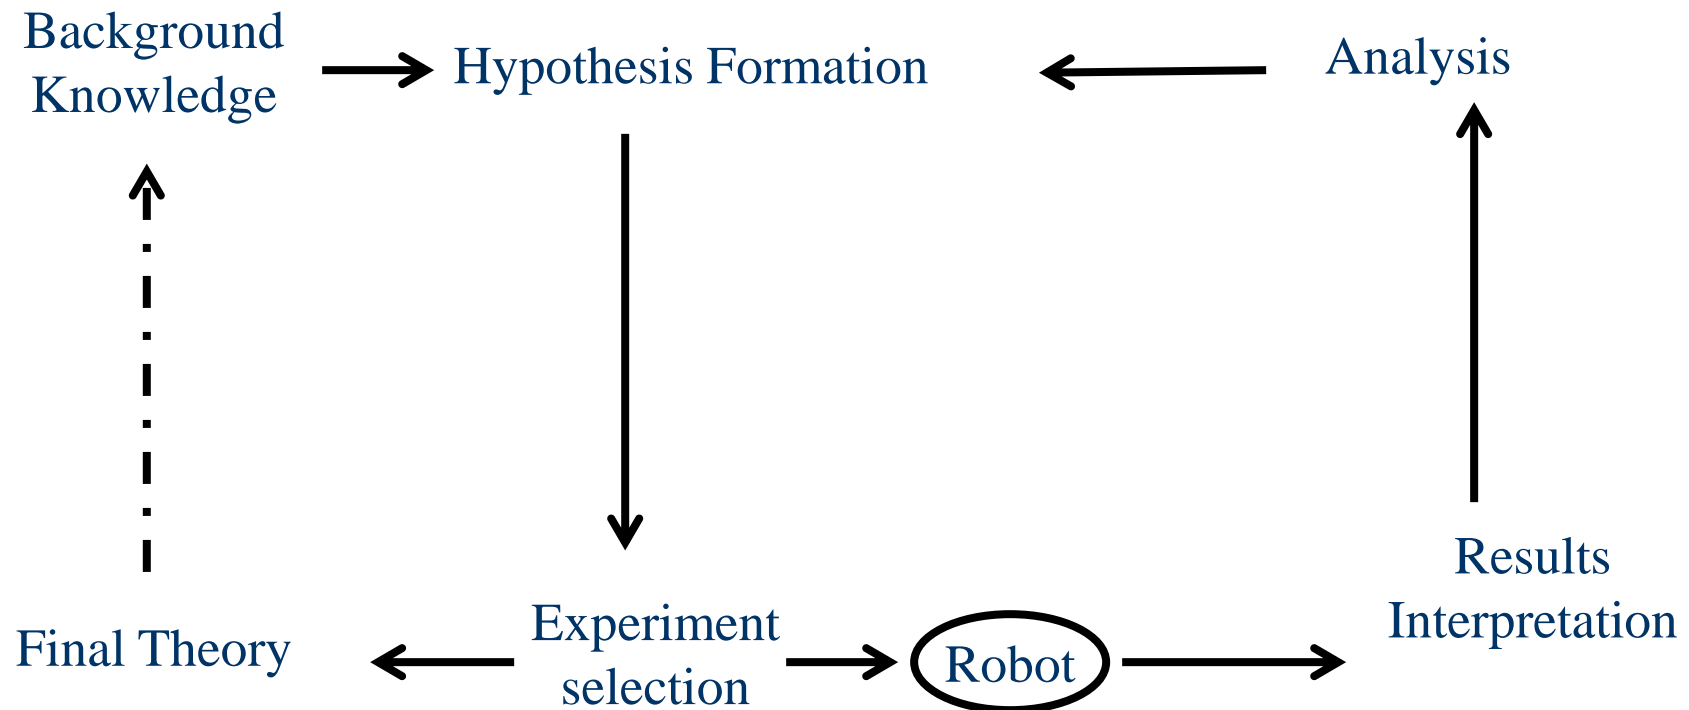 Background
Knowledge
Hypothesis Formation
Analysis
Results
Interpretation
Final Theory
Experiment
selection
Robot